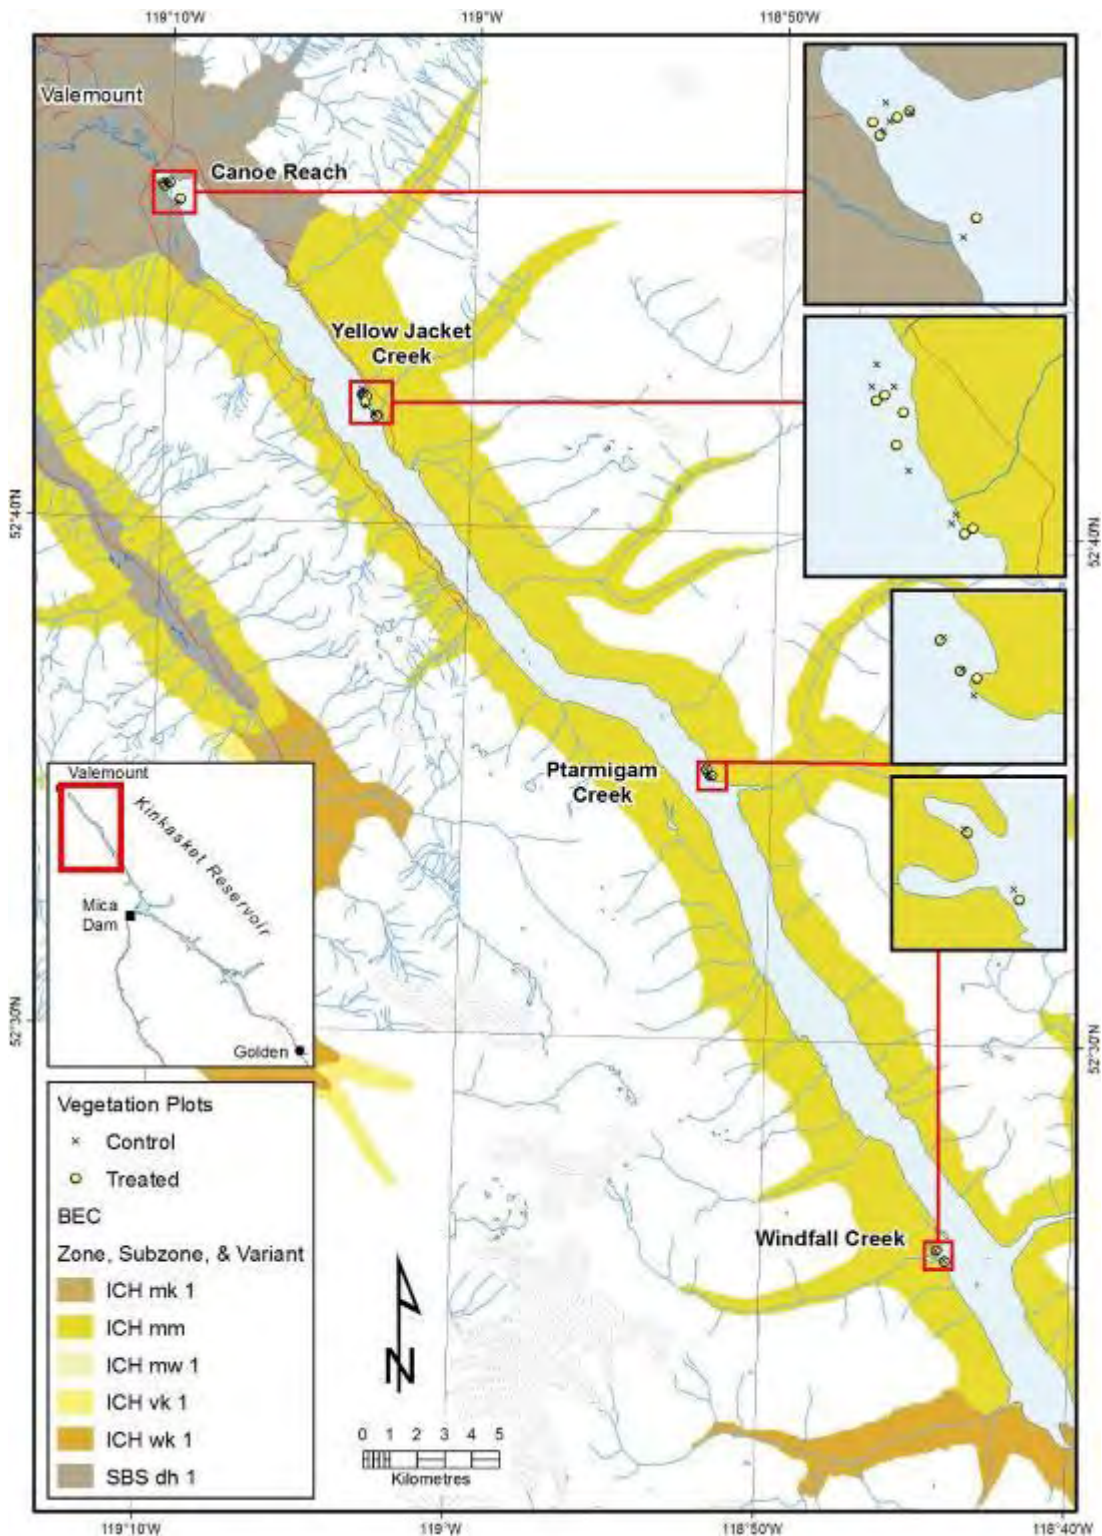 119°10'W
119°W
118°50'W
Valemount
Canoe Reach
Yellow Jacket
Creek
52°40'N
52°40'N
Ptarmigam
Creek
Valemount
Kinkasket Reservoir
Mica
Dam
Golden
52°30'N
52°30'N
Windfall Creek
Vegetation Plots
Control
Treated
BEC
Zone, Subzone, & Variant
ICH mk 1
ICH mm
ICH mw 1
ICH vk 1
ICH wk 1
SBS dh 1
N
0 1 2 3 4 5
Kilometres
119°10'W
119°W
118°50'W
118°40'W